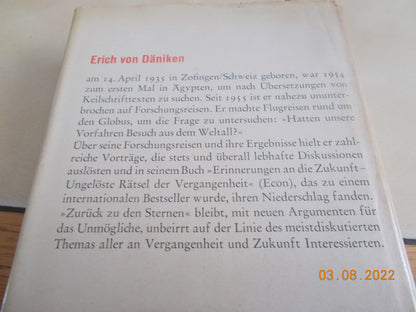 Erich von Däniken
am 14. April 1935 in Zofingen/Schweiz geboren, war 1954
zum ersten Mal in Ägypten, um nach Übersetzungen von
Keilschrifttexten zu suchen. Seit 1955 ist er nahezu ununter-
brochen auf Forschungsreisen. Er machte Flugreisen rund um
den Globus, um die Frage zu untersuchen: »Hatten unsere
Vorfahren Besuch aus dem Weltall?«
Über seine Forschungsreisen und ihre Ergebnisse hielt er zahl-
reiche Vorträge, die stets und überall lebhafte Diskussionen
auslösten und in seinem Buch »Erinnerungen an die Zukunft –
Ungelöste Rätsel der Vergangenheit« (Econ), das zu einem
internationalen Bestseller wurde, ihren Niederschlag fanden.
»Zurück zu den Sternen« bleibt, mit neuen Argumenten für
das Unmögliche, unbeirrt auf der Linie des meistdiskutierten
Themas aller an Vergangenheit und Zukunft Interessierten.
03.08.2022